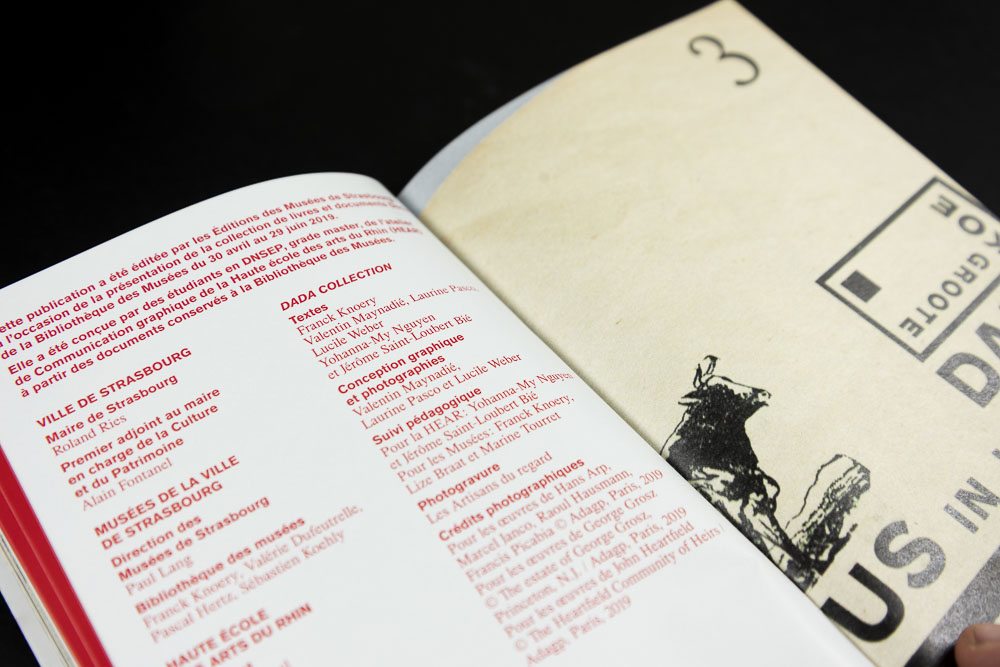 ette publication a été éditée par les Éditions des Musées de Strasbourg
l'occasion de la présentation de la collection de livres et documents
de la Bibliothèque des Musées du 30 avril au 29 juin 2019.
Elle a été conçue par des étudiants en DNSEP, grade master, de l'atelier
de Communication graphique de la Haute école des arts du Rhin (HEAR)
à partir des documents conservés à la Bibliothèque des Musées.
VILLE DE STRASBOURG
Maire de Strasbourg
Roland Ries
Premier adjoint au maire
en charge de la Culture
et du Patrimoine
Alain Fontanel
MUSÉES DE LA VILLE
DE STRASBOURG
Direction des
Musées de Strasbourg
Paul Lang
Bibliothèque des musées
Franck Knoery, Valérie Dufeutrelle,
Pascal Hertz, Sébastien Koehly
HAUTE ÉCOLE
ARTS DU RHIN
DADA COLLECTION
Textes
Franck Knoery
Valentin Maynadié, Laurine Pasco,
Lucile Weber
Yohanna-My Nguyen
et Jérôme Saint-Loubert Bié
Conception graphique
et photographies
Valentin Maynadié,
Laurine Pasco et Lucile Weber
Suivi pédagogique
Pour la HEAR: Yohanna-My Nguyen,
et Jérôme Saint-Loubert Bié
Pour les Musées: Franck Knoery,
Lize Braat et Marine Tourret
Photogravure
Les Artisans du regard
Crédits photographiques
Pour les œuvres de Hans Arp,
Marcel Janco, Raoul Hausmann,
Francis Picabia © Adagp, Paris, 2019
Pour les œuvres de George Grosz
© The estate of George Grosz,
Princeton, N.J. / Adagp, Paris, 2019
Pour les œuvres de John Heartfield
© The Heartfield Community of Heirs /
Adagp, Paris, 2019
3
GROOTE
US IN